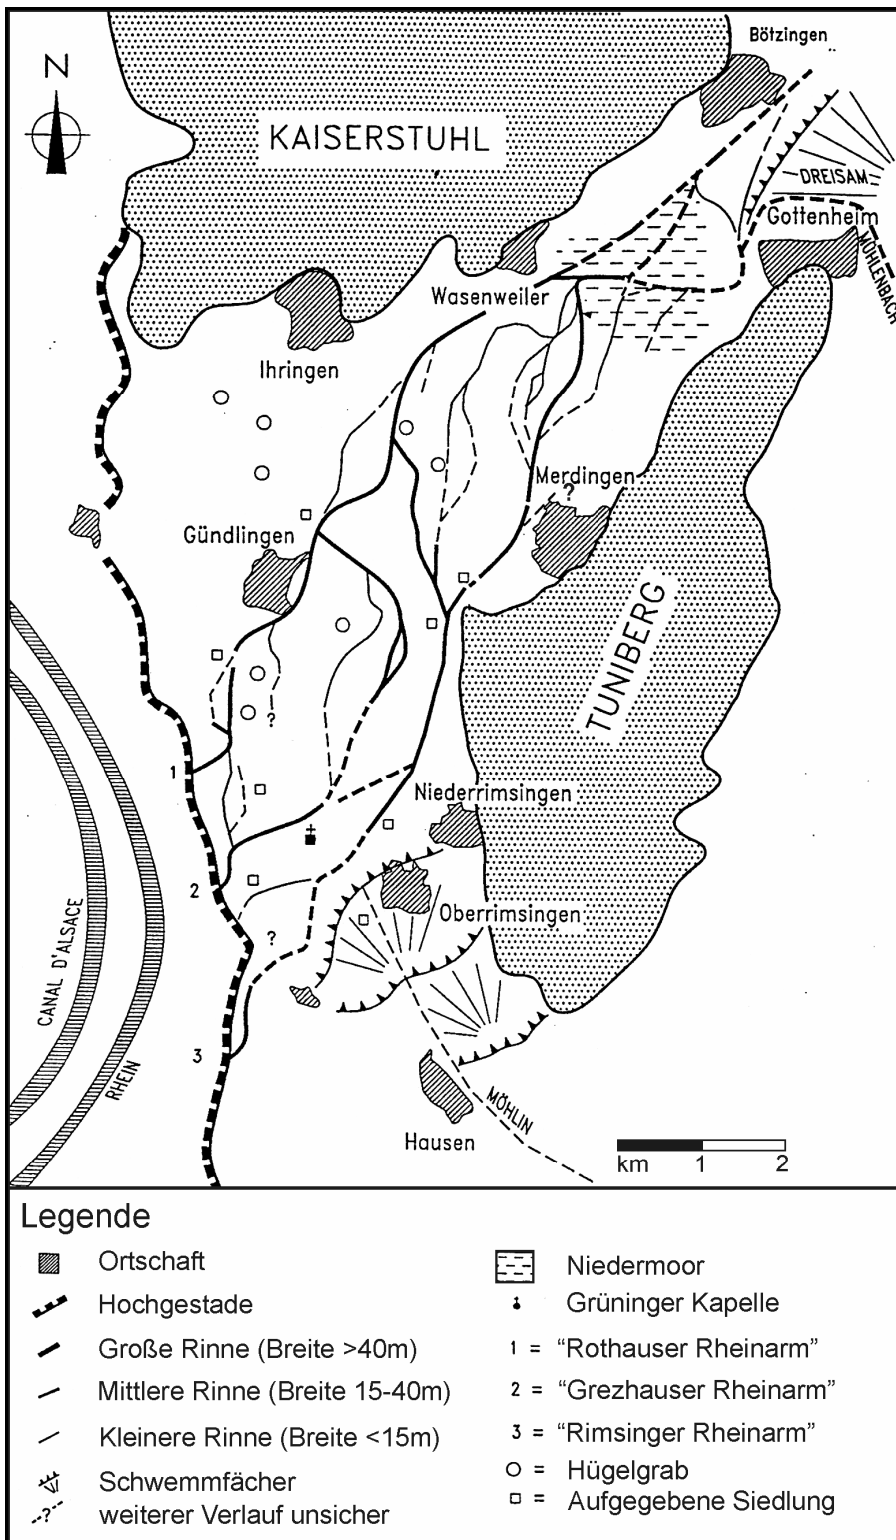 Bötzingen
N
KAISERSTUHL
DREISAM
Gottenheim
MÜHLENBACH
Wasenweiler
Ihringen
Merdingen
?
Gündlingen
TUNIBERG
?
1
Niederrimsingen
2
Oberrimsingen
?
CANAL D'ALSACE
RHEIN
3
MÖHLIN
Hausen
km 1 2
Legende
Ortschaft
Hochgestade
Große Rinne (Breite >40m)
Mittlere Rinne (Breite 15-40m)
Kleinere Rinne (Breite <15m)
Schwemmfächer
-?- weiterer Verlauf unsicher
Niedermoor
Grüninger Kapelle
1 = “Rothauser Rheinarm”
2 = “Grezhauser Rheinarm”
3 = “Rimsinger Rheinarm”
= Hügelgrab
= Aufgegebene Siedlung